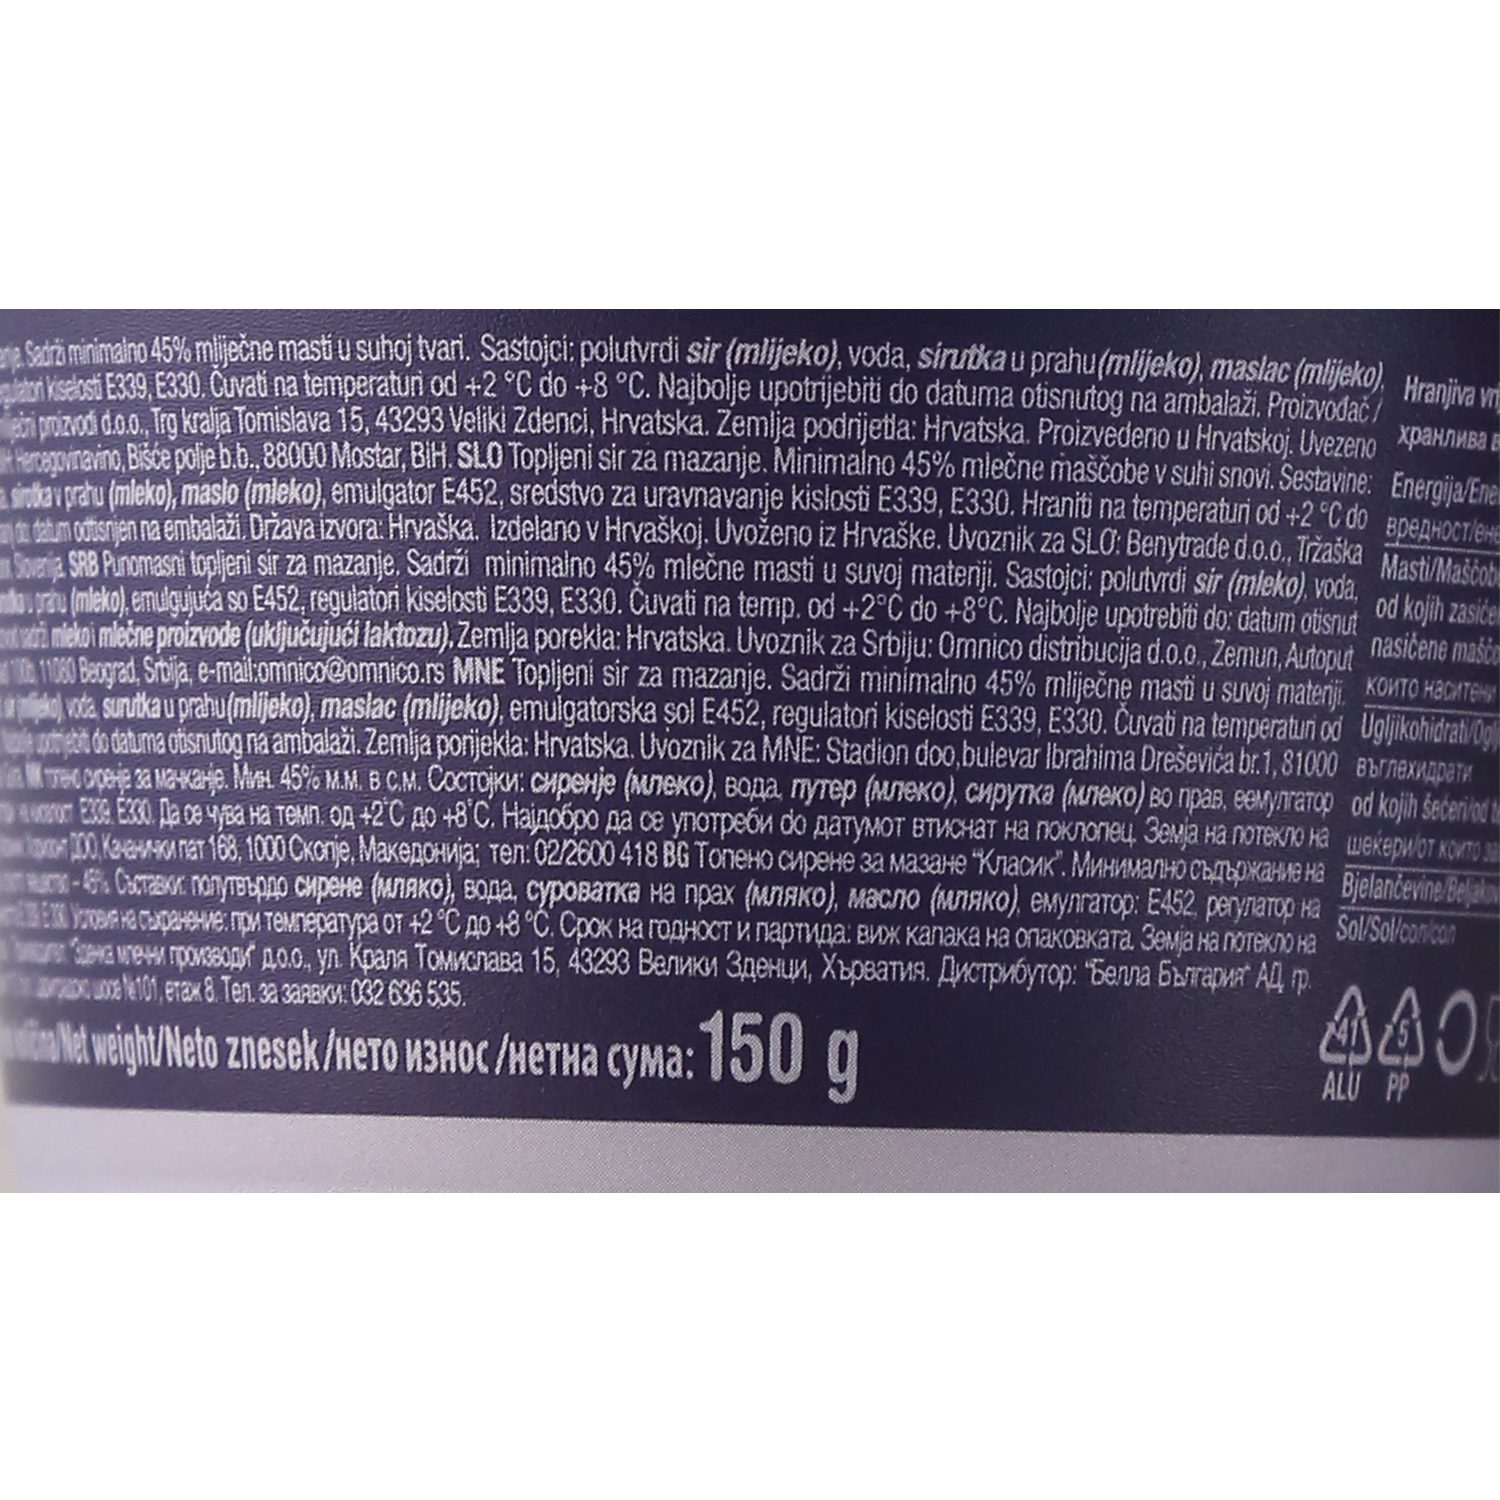 Sadrži minimalno 45% mliječne masti u suhoj tvari. Sastojci: polutvrdi sir (mlijeko), voda, sirutka u prahu (mlijeko), maslac (mlijeko),
kiselosti E339, E330. Čuvati na temperaturi od +2 °C do +8 °C. Najbolje upotrijebiti do datuma otisnutog na ambalaži. Proizvođač /
proizvodi d.o.o., Trg kralja Tomislava 15, 43293 Veliki Zdenci, Hrvatska. Zemlja podrijetla: Hrvatska. Proizvedeno u Hrvatskoj. Uvezeno
Hercegovinavino, Bišće polje b.b., 88000 Mostar, BiH. SLO Topljeni sir za mazanje. Minimalno 45% mlečne maščobe v suhi snovi. Sestavine:
sirutka v prahu (mleko), maslo (mleko), emulgator E452, sredstvo za uravnavanje kislosti E339, E330. Hraniti na temperaturi od +2 °C do
datum odtisnjen na embalaži. Država izvora: Hrvaška. Izdelano v Hrvaškoj. Uvoženo iz Hrvaške. Uvoznik za SLO: Benytrade d.o.o., Tržaška
Slovenija. SRB Punomasni topljeni sir za mazanje. Sadrži minimalno 45% mlečne masti u suvoj materiji. Sastojci: polutvrdi sir (mleko), voda,
prahu (mleko), emulgujuća so E452, regulatori kiselosti E339, E330. Čuvati na temp. od +2°C do +8°C. Najbolje upotrebiti do: datum otisnut
sadrži mleko i mlečne proizvode (uključujući laktozu). Zemlja porekla: Hrvatska. Uvoznik za Srbiju: Omnico distribucija d.o.o., Zemun, Autoput
11080 Beograd, Srbija, e-mail:omnico@omnico.rs MNE Topljeni sir za mazanje. Sadrži minimalno 45% mliječne masti u suvoj materiji.
voda, surutka u prahu (mlijeko), maslac (mlijeko), emulgatorska sol E452, regulatori kiselosti E339, E330. Čuvati na temperaturi od
upotrijebiti do datuma otisnutog na ambalaži. Zemlja porijekla: Hrvatska. Uvoznik za MNE: Stadion doo, bulevar Ibrahima Dreševića br.1, 81000
MK топено сирење за мачкање. Мин. 45% м.м. в с.м. Состојки: сирење (млеко), вода, путер (млеко), сирутка (млеко) во прав, еемулгатор
E339, E330. Да се чува на темп. од +2°C до +8°C. Најдобро да се употреби do датумот втиснат на поклопец. Земја на потекло на
ДОО, Качанички пат 168, 1000 Скопје, Македонија; тел: 02/2600 418 BG Топено сирене за мазане "Класик". Минимално съдържание на
- 45%. Съставки: полутвърдо сирене (мляко), вода, суроватка на прах (мляко), масло (мляко), емулгатор: E452, регулатор на
Условия на съхранение: при температура от +2 °C до +8 °C. Срок на годност и партида: виж капака на опаковката. Земја на потекло на
млечни производи" д.о.о., ул. Краля Томислава 15, 43293 Велики Зденци, Хърватия. Дистрибутор: "Белла България" АД, гр.
шосе №101, етаж 8. Тел. за заявки: 032 636 535.
Net weight/Neto znesek/нето износ/нетна сума: 150 g
Hranjiva
хранлива
Energija/
Masti/
od kojih
nasičene
които наситени
Ugljikohidrati/
въглехидрати
od kojih šećeri/od
шеќери/от които
Bjelančevine/
Sol/Sol/сол/сол
41 5
ALU PP